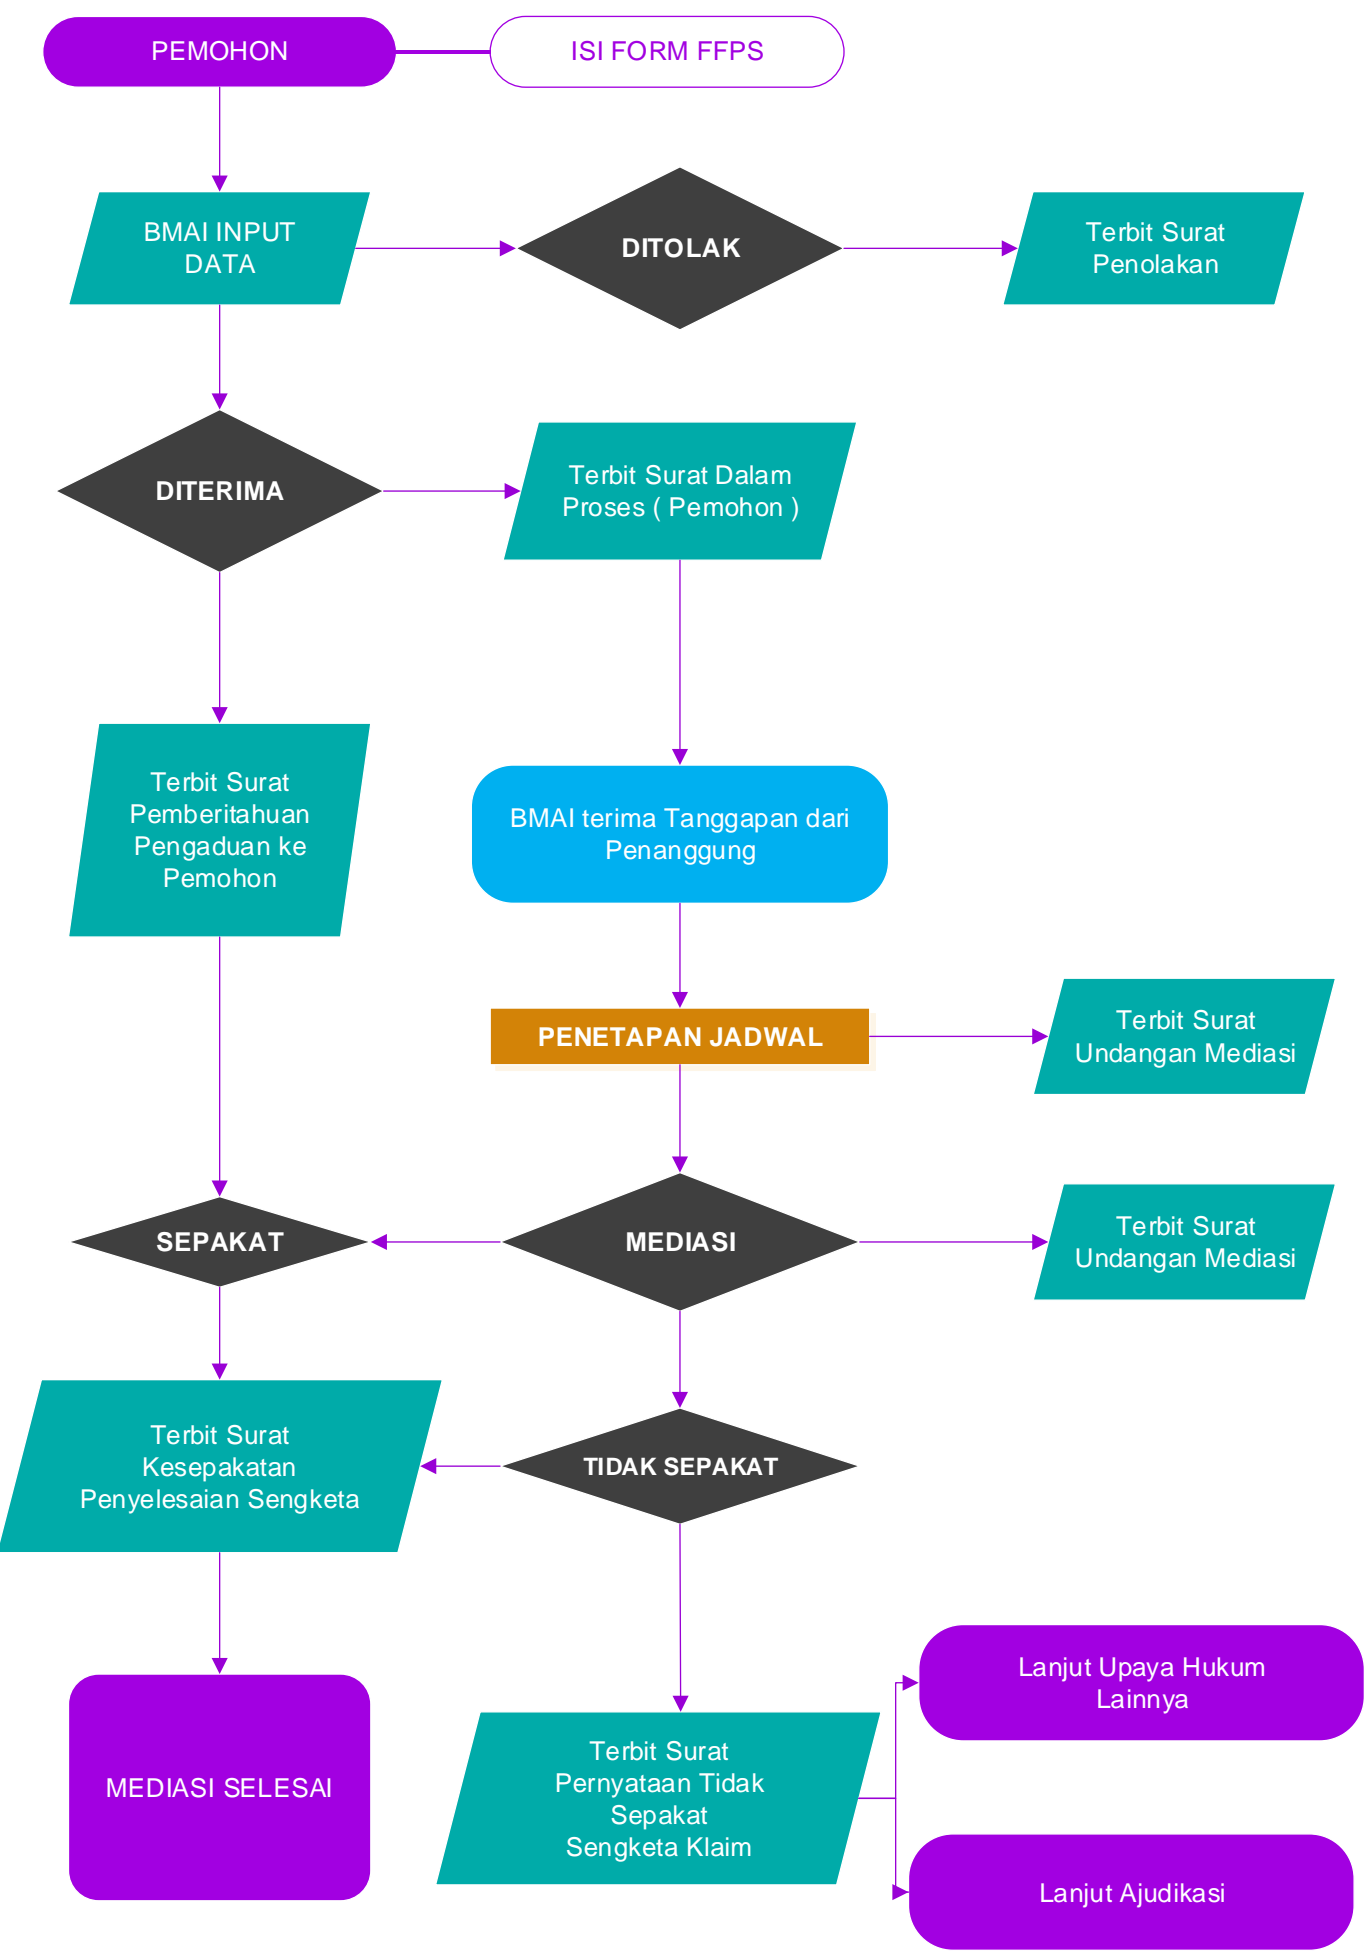 PEMOHON
ISI FORM FFPS
BMAI INPUT
DATA
DITOLAK
Terbit Surat
Penolakan
DITERIMA
Terbit Surat Dalam
Proses ( Pemohon )
Terbit Surat
Pemberitahuan
Pengaduan ke
Pemohon
BMAI terima Tanggapan dari
Penanggung
PENETAPAN JADWAL
Terbit Surat
Undangan Mediasi
SEPAKAT
MEDIASI
Terbit Surat
Undangan Mediasi
Terbit Surat
Kesepakatan
Penyelesaian Sengketa
TIDAK SEPAKAT
MEDIASI SELESAI
Terbit Surat
Pernyataan Tidak
Sepakat
Sengketa Klaim
Lanjut Upaya Hukum
Lainnya
Lanjut Ajudikasi